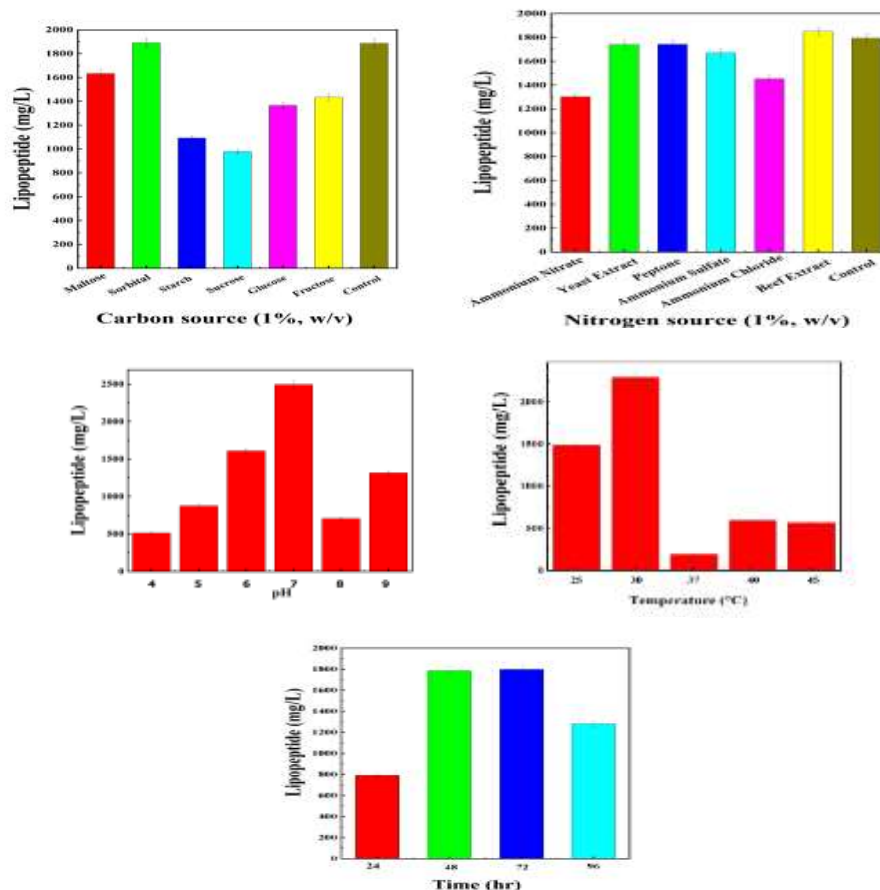 Lipopeptide (mg/L)
2000
1800
1600
1400
1200
1000
800
600
400
200
0
Maltose Sorbital Starch Sucrose Glucose Fructose Control
Carbon source (1%, w/v)
Lipopeptide (mg/L)
2000
1800
1600
1400
1200
1000
800
600
400
200
0
Ammonium Nitrate Yeast Extract Peptone Ammonium Sulfate Ammonium Chloride Beef Extract Control
Nitrogen source (1%, w/v)
Lipopeptide (mg/L)
2500
2000
1500
1000
500
0
4 5 6 7 8 9
pH
Lipopeptide (mg/L)
2000
1500
1000
500
0
25 30 37 40 45
Temperature (°C)
Lipopeptide (mg/L)
2000
1800
1600
1400
1200
1000
800
600
400
200
0
24 48 72 96
Time (hr)